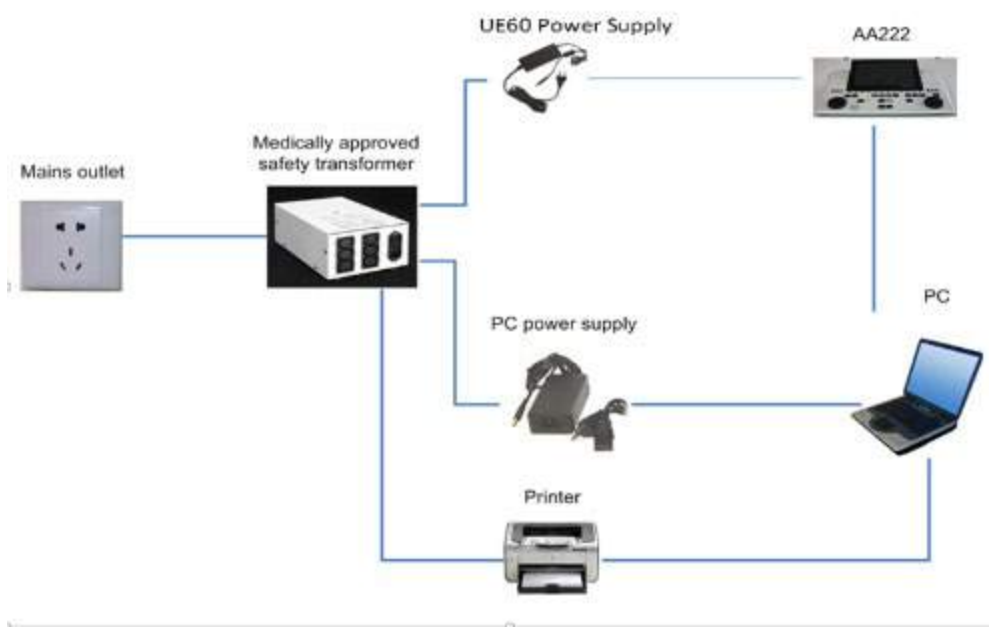 UE60 Power Supply
AA222
Medically approved
safety transformer
Mains outlet
PC
PC power supply
Printer